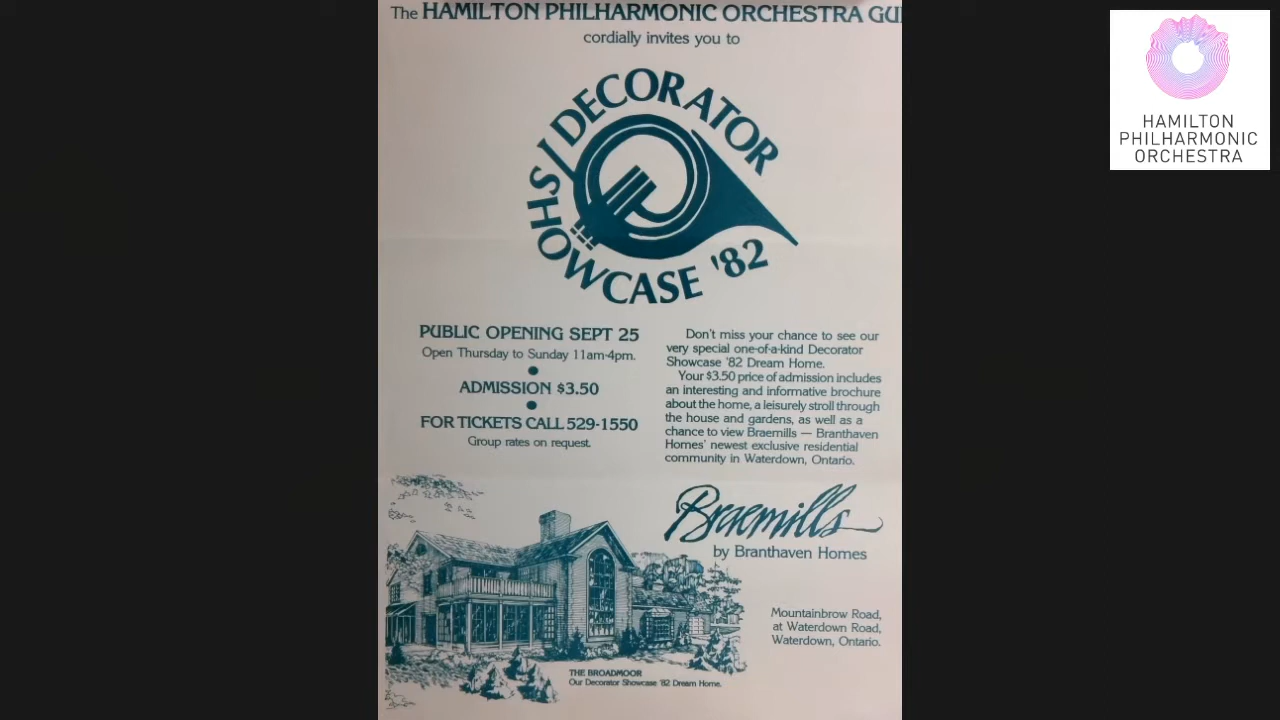 The HAMILTON PHILHARMONIC ORCHESTRA GU
cordially invites you to
DECORATOR
SHOWCASE '82
PUBLIC OPENING SEPT 25
Open Thursday to Sunday 11am-4pm.
ADMISSION $3.50
FOR TICKETS CALL 529-1550
Group rates on request.
Don't miss your chance to see our
very special one-of-a-kind Decorator
Showcase '82 Dream Home.
Your $3.50 price of admission includes
an interesting and informative brochure
about the home, a leisurely stroll through
the house and gardens, as well as a
chance to view Braemills — Branthaven
Homes' newest exclusive residential
community in Waterdown, Ontario.
Braemills
by Branthaven Homes
Mountainbrow Road,
at Waterdown Road,
Waterdown, Ontario.
THE BROADMOOR
Our Decorator Showcase '82 Dream Home.
HAMILTON
PHILHARMONIC
ORCHESTRA